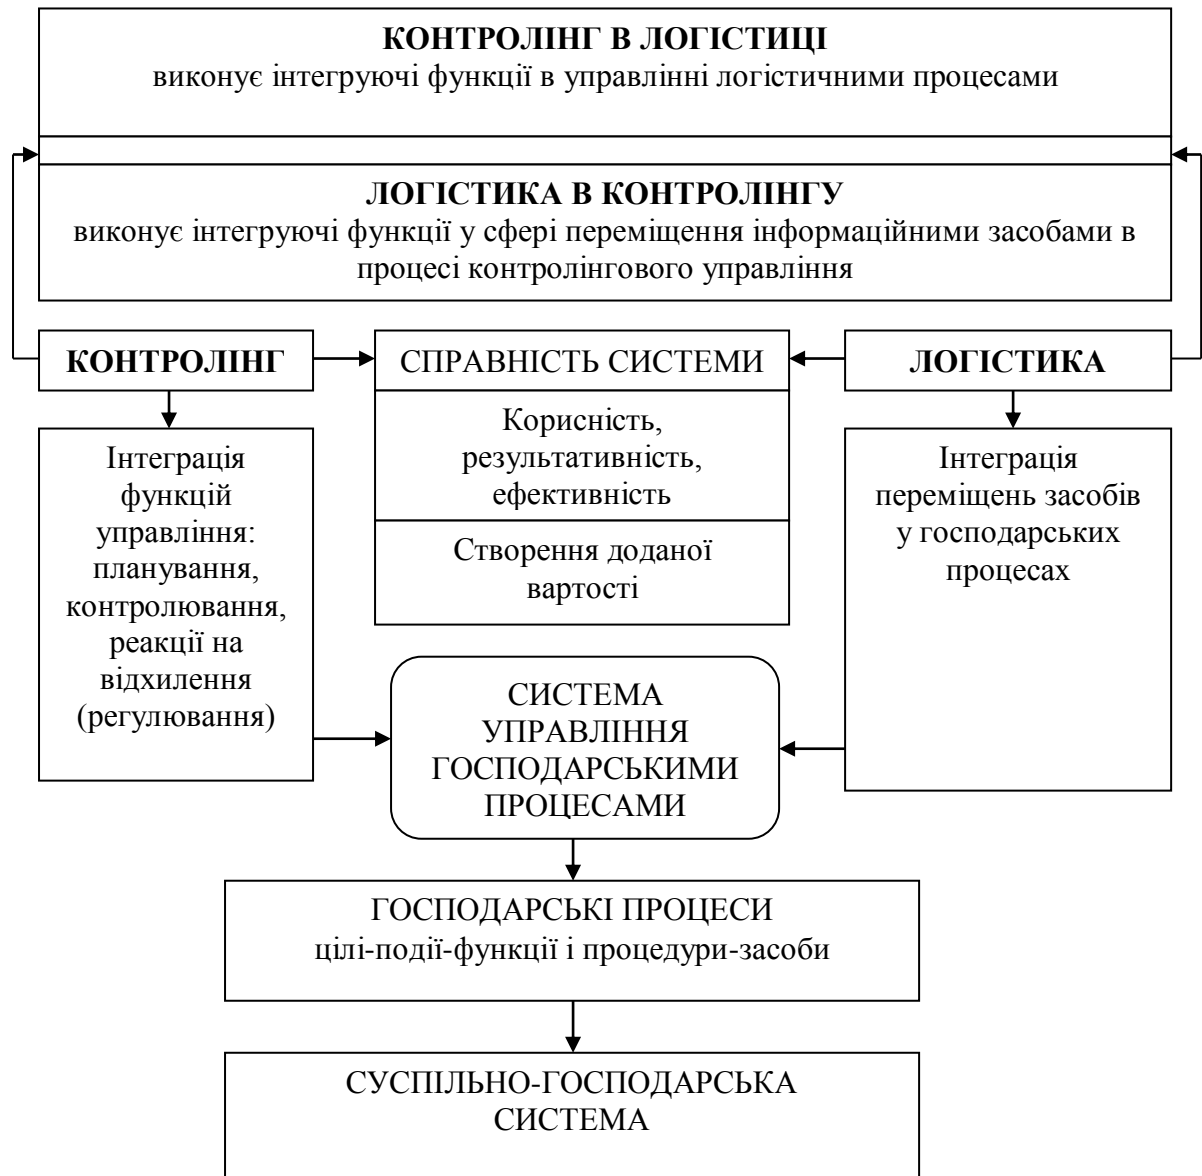 КОНТРОЛІНГ В ЛОГІСТИЦІ
виконує інтегруючі функції в управлінні логістичними процесами
ЛОГІСТИКА В КОНТРОЛІНГУ
виконує інтегруючі функції у сфері переміщення інформаційними засобами в
процесі контролінгового управління
КОНТРОЛІНГ
СПРАВНІСТЬ СИСТЕМИ
ЛОГІСТИКА
Інтеграція
функцій
управління:
планування,
контролювання,
реакції на
відхилення
(регулювання)
Корисність,
результативність,
ефективність
Створення доданої
вартості
Інтеграція
переміщень засобів
у господарських
процесах
СИСТЕМА
УПРАВЛІННЯ
ГОСПОДАРСЬКИМИ
ПРОЦЕСАМИ
ГОСПОДАРСЬКІ ПРОЦЕСИ
цілі-події-функції і процедури-засоби
СУСПІЛЬНО-ГОСПОДАРСЬКА
СИСТЕМА